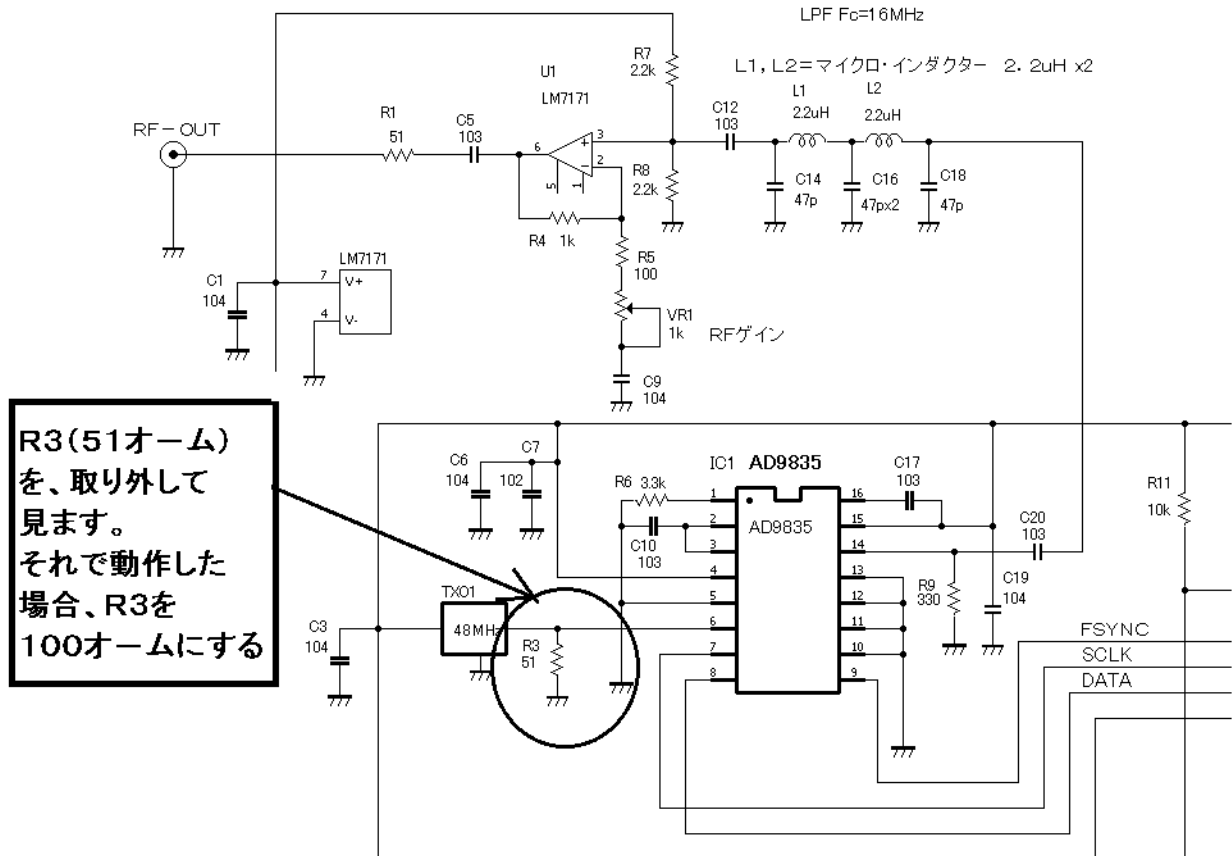 LPF Fc=16MHz
L1, L2=マイクロ・インダクター 2. 2uH x2
R7
2.2k
U1
LM7171
L1
2.2uH
L2
2.2uH
RF-OUT
R1
51
C5
103
6
3
2
5
1
C12
103
R8
2.2k
C14
47p
C16
47px2
C18
47p
R4 1k
R5
100
C1
104
LM7171
7 V+
4 V-
VR1
1k
RFゲイン
C9
104
R3(51オーム)
を、取り外して
見ます。
それで動作した
場合、R3を
100オームにする
C6
104
C7
102
IC1 AD9835
AD9835
R6 3.3k
C10
103
1
2
3
4
5
6
7
8
16
15
14
13
12
11
10
9
C17
103
C20
103
R9
330
C19
104
R11
10k
TXO1
48MHz
C3
104
R3
51
FSYNC
SCLK
DATA